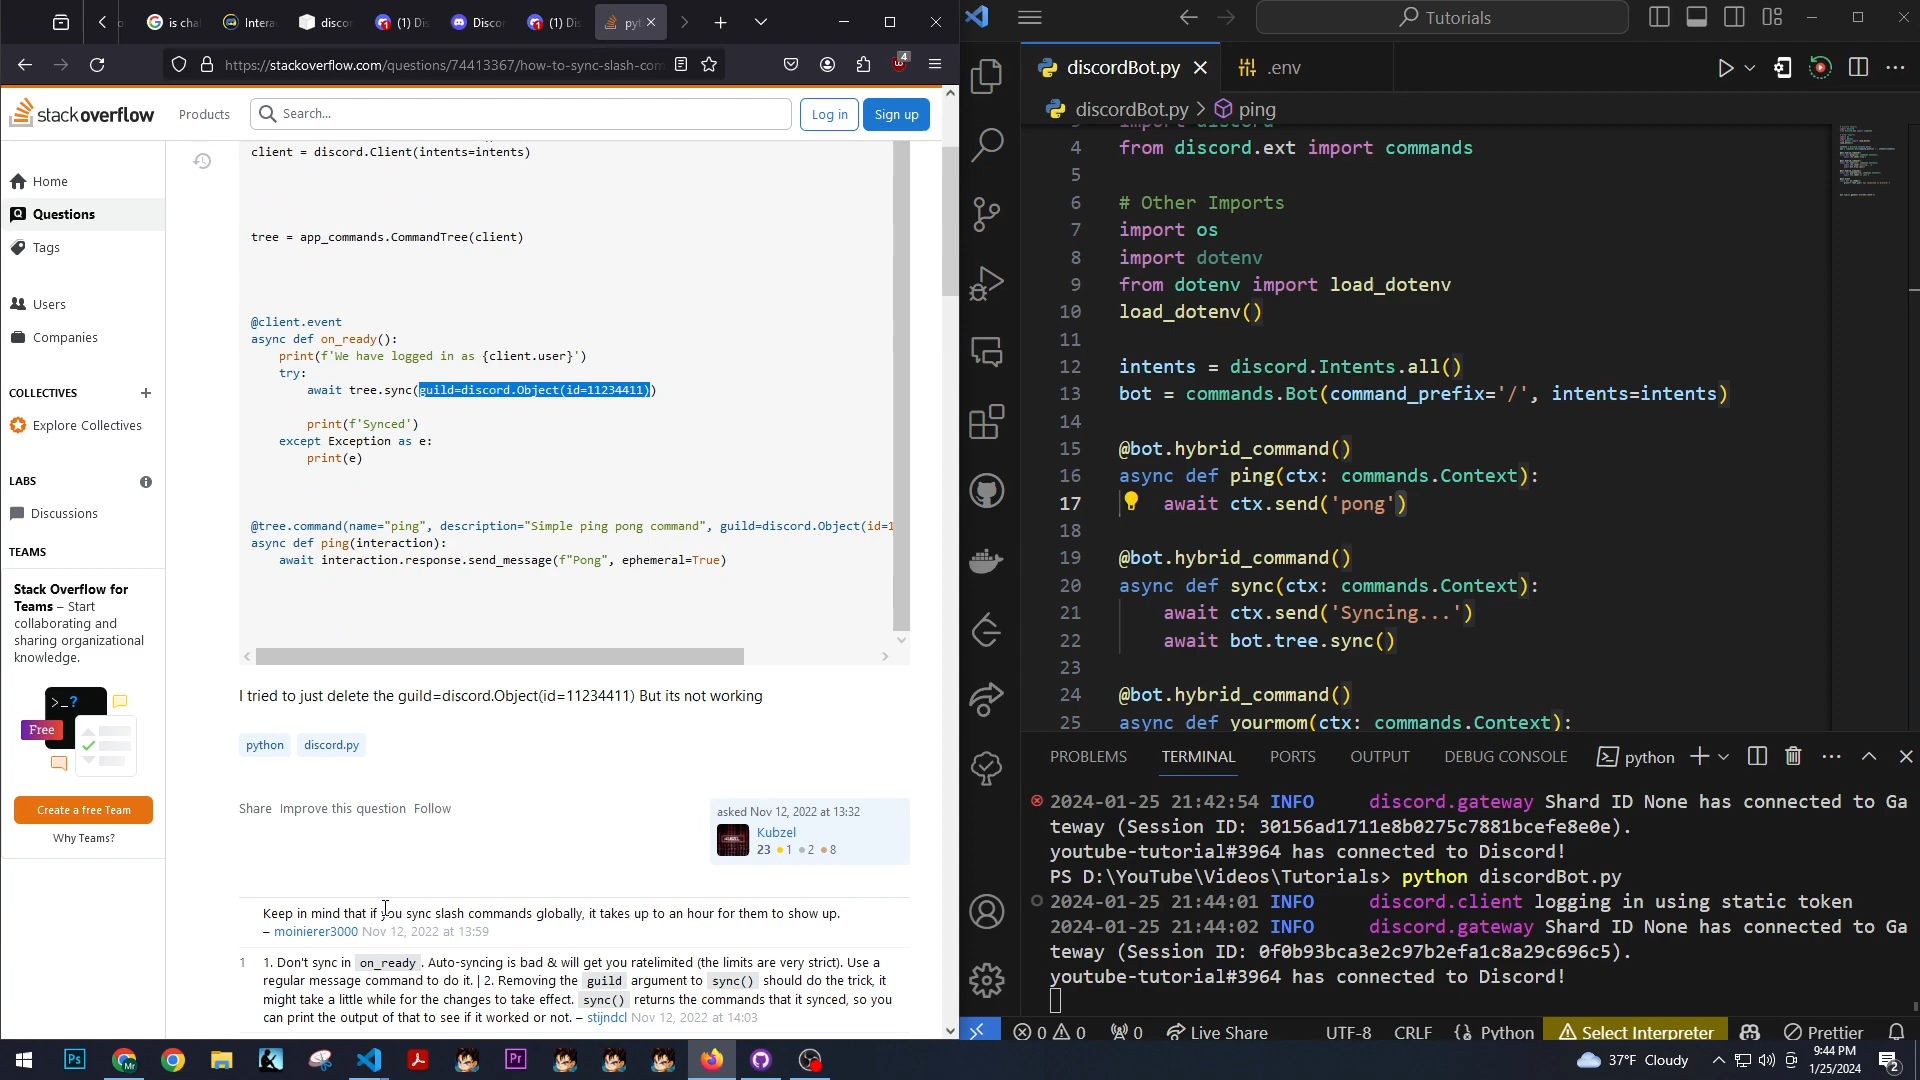 is cha
Intera
discor
(1) Dis
Discor
(1) Dis
pyt
https://stackoverflow.com/questions/74413367/how-to-sync-slash-com
4
stackoverflow
Products
Search...
Log in
Sign up
Home
Questions
Tags
Users
Companies
COLLECTIVES
Explore Collectives
LABS
Discussions
TEAMS
Stack Overflow for
Teams – Start
collaborating and
sharing organizational
knowledge.
>_?
Free
Create a free Team
Why Teams?
client = discord.Client(intents=intents)
tree = app_commands.CommandTree(client)
@client.event
async def on_ready():
print(f'We have logged in as {client.user}')
try:
await tree.sync(guild=discord.Object(id=11234411))
print(f'Synced')
except Exception as e:
print(e)
@tree.command(name="ping", description="Simple ping pong command", guild=discord.Object(id=1
async def ping(interaction):
await interaction.response.send_message(f"Pong", ephemeral=True)
I tried to just delete the guild=discord.Object(id=11234411) But its not working
python discord.py
Share Improve this question Follow
asked Nov 12, 2022 at 13:32
Kubzel
23 1 2 8
Keep in mind that if you sync slash commands globally, it takes up to an hour for them to show up.
– moinierer3000 Nov 12, 2022 at 13:59
1 1. Don't sync in on_ready . Auto-syncing is bad & will get you ratelimited (the limits are very strict). Use a
regular message command to do it. | 2. Removing the guild argument to sync() should do the trick, it
might take a little while for the changes to take effect. sync() returns the commands that it synced, so you
can print the output of that to see if it worked or not. – stijndcl Nov 12, 2022 at 14:03
Tutorials
discordBot.py
.env
discordBot.py > ping
4 from discord.ext import commands
5
6 # Other Imports
7 import os
8 import dotenv
9 from dotenv import load_dotenv
10 load_dotenv()
11
12 intents = discord.Intents.all()
13 bot = commands.Bot(command_prefix='/', intents=intents)
14
15 @bot.hybrid_command()
16 async def ping(ctx: commands.Context):
17 await ctx.send('pong')
18
19 @bot.hybrid_command()
20 async def sync(ctx: commands.Context):
21 await ctx.send('Syncing...')
22 await bot.tree.sync()
23
24 @bot.hybrid_command()
25 async def yourmom(ctx: commands.Context):
PROBLEMS TERMINAL PORTS OUTPUT DEBUG CONSOLE python
2024-01-25 21:42:54 INFO discord.gateway Shard ID None has connected to Ga
teway (Session ID: 30156ad1711e8b0275c7881bcefe8e0e).
youtube-tutorial#3964 has connected to Discord!
PS D:\YouTube\Videos\Tutorials> python discordBot.py
2024-01-25 21:44:01 INFO discord.client logging in using static token
2024-01-25 21:44:02 INFO discord.gateway Shard ID None has connected to Ga
teway (Session ID: 0f0b93bca3e2c97b2efa1c8a29c696c5).
youtube-tutorial#3964 has connected to Discord!
0 0 0 Live Share UTF-8 CRLF {} Python Select Interpreter Prettier
Ps
Pr
37°F Cloudy
9:44 PM
1/25/2024
2